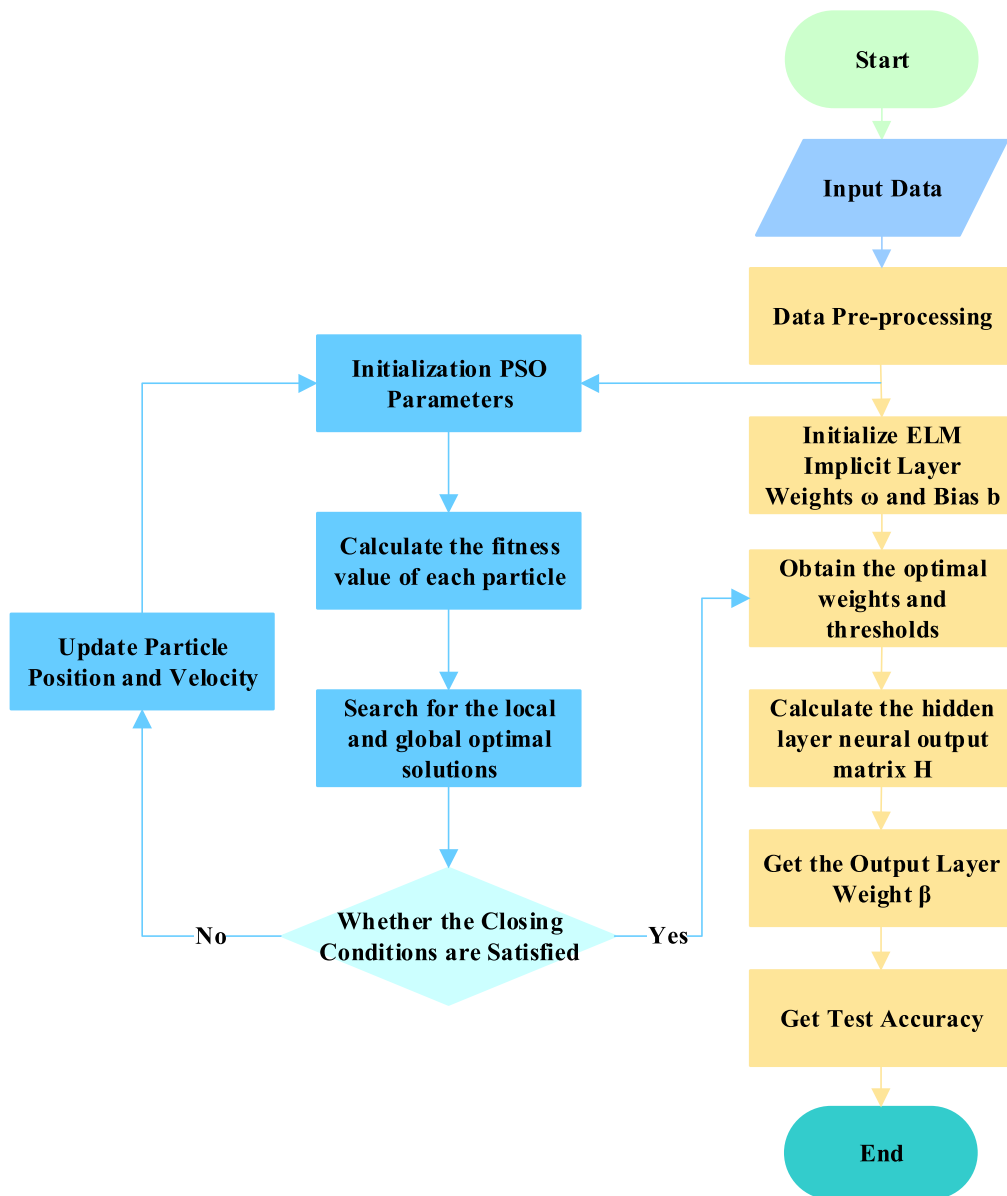 Start
Input Data
Data Pre-processing
Initialization PSO
Parameters
Initialize ELM
Implicit Layer
Weights ω and Bias b
Calculate the fitness
value of each particle
Obtain the optimal
weights and
thresholds
Update Particle
Position and Velocity
Search for the local
and global optimal
solutions
Calculate the hidden
layer neural output
matrix H
Get the Output Layer
Weight β
No
Whether the Closing
Conditions are Satisfied
Yes
Get Test Accuracy
End